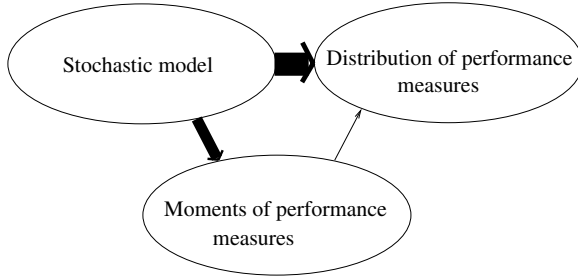 Stochastic model
Distribution of performance
measures
Moments of performance
measures